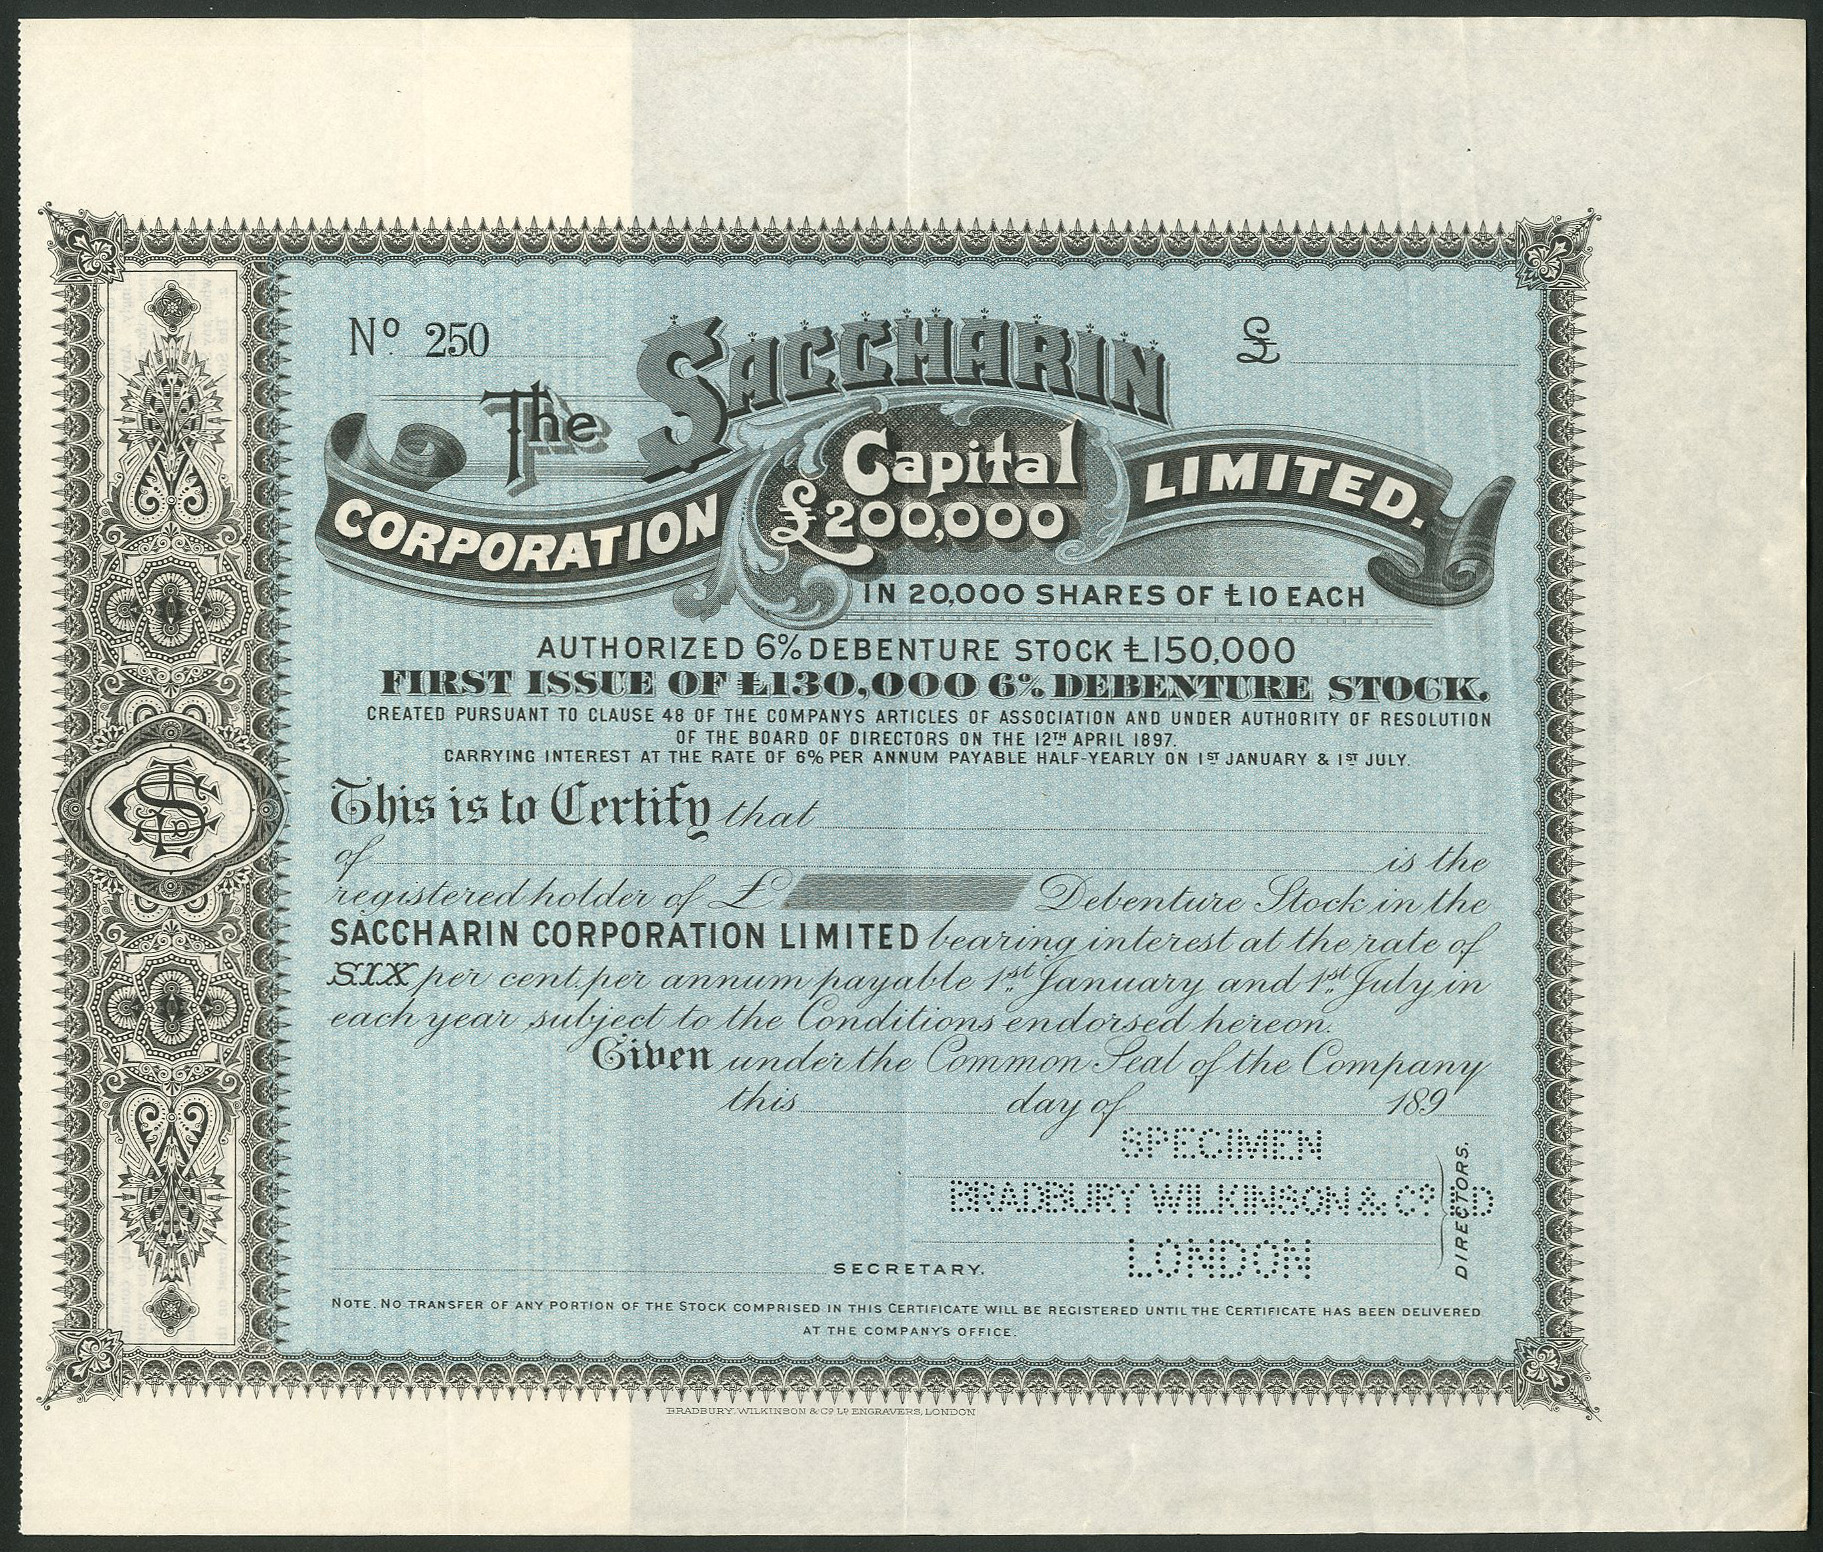 Nº 250
£
The SACCHARIN
CORPORATION LIMITED.
Capital
£200,000
IN 20,000 SHARES OF £10 EACH
AUTHORIZED 6% DEBENTURE STOCK £150,000
FIRST ISSUE OF £130,000 6% DEBENTURE STOCK.
CREATED PURSUANT TO CLAUSE 48 OF THE COMPANYS ARTICLES OF ASSOCIATION AND UNDER AUTHORITY OF RESOLUTION
OF THE BOARD OF DIRECTORS ON THE 12TH APRIL 1897.
CARRYING INTEREST AT THE RATE OF 6% PER ANNUM PAYABLE HALF-YEARLY ON 1ST JANUARY & 1ST JULY.
This is to Certify that
of is the
registered holder of £ Debenture Stock in the
SACCHARIN CORPORATION LIMITED bearing interest at the rate of
SIX per cent. per annum payable 1st January and 1st July in
each year subject to the Conditions endorsed hereon.
Given under the Common Seal of the Company
this day of 189
SPECIMEN
BRADBURY WILKINSON & Cº LD
LONDON
DIRECTORS.
SECRETARY.
NOTE. NO TRANSFER OF ANY PORTION OF THE STOCK COMPRISED IN THIS CERTIFICATE WILL BE REGISTERED UNTIL THE CERTIFICATE HAS BEEN DELIVERED
AT THE COMPANY'S OFFICE.
BRADBURY, WILKINSON & Cº LD ENGRAVERS, LONDON